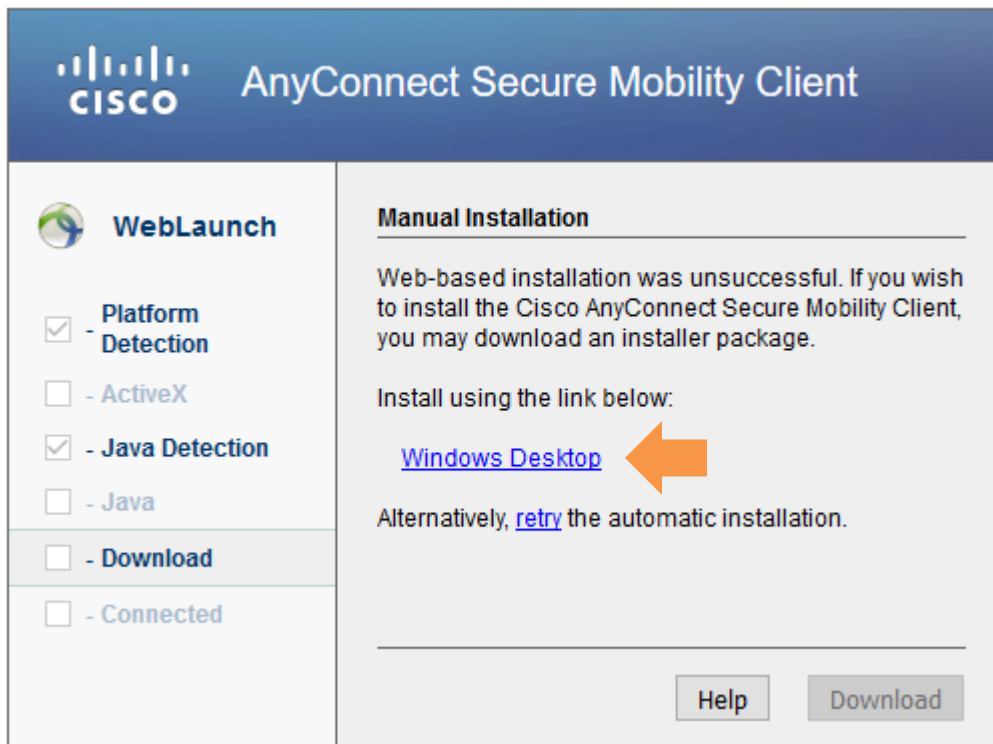 CISCO
AnyConnect Secure Mobility Client
WebLaunch
- Platform
Detection
- ActiveX
- Java Detection
- Java
- Download
- Connected
Manual Installation
Web-based installation was unsuccessful. If you wish
to install the Cisco AnyConnect Secure Mobility Client,
you may download an installer package.
Install using the link below:
Windows Desktop
Alternatively, retry the automatic installation.
Help
Download